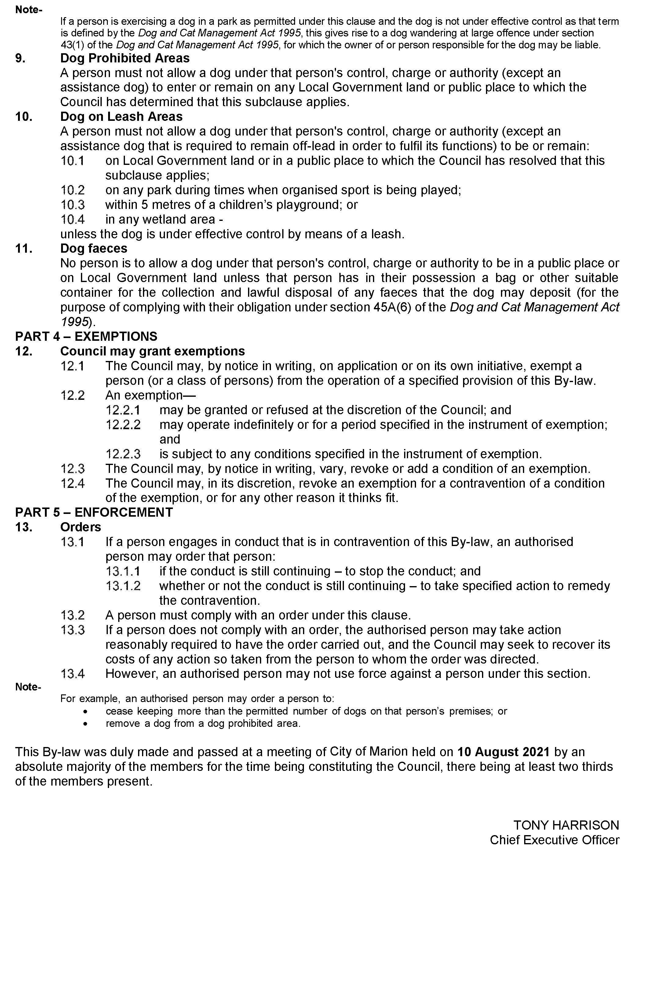 Note-
If a person is exercising a dog in a park as permitted under this clause and the dog is not under effective control as that term
is defined by the Dog and Cat Management Act 1995, this gives rise to a dog wandering at large offence under section
43(1) of the Dog and Cat Management Act 1995, for which the owner of or person responsible for the dog may be liable.
9. Dog Prohibited Areas
A person must not allow a dog under that person's control, charge or authority (except an
assistance dog) to enter or remain on any Local Government land or public place to which the
Council has determined that this subclause applies.
10. Dog on Leash Areas
A person must not allow a dog under that person's control, charge or authority (except an
assistance dog that is required to remain off-lead in order to fulfil its functions) to be or remain:
10.1 on Local Government land or in a public place to which the Council has resolved that this
subclause applies;
10.2 on any park during times when organised sport is being played;
10.3 within 5 metres of a children’s playground; or
10.4 in any wetland area -
unless the dog is under effective control by means of a leash.
11. Dog faeces
No person is to allow a dog under that person's control, charge or authority to be in a public place or
on Local Government land unless that person has in their possession a bag or other suitable
container for the collection and lawful disposal of any faeces that the dog may deposit (for the
purpose of complying with their obligation under section 45A(6) of the Dog and Cat Management Act
1995).
PART 4 – EXEMPTIONS
12. Council may grant exemptions
12.1 The Council may, by notice in writing, on application or on its own initiative, exempt a
person (or a class of persons) from the operation of a specified provision of this By-law.
12.2 An exemption—
12.2.1 may be granted or refused at the discretion of the Council; and
12.2.2 may operate indefinitely or for a period specified in the instrument of exemption;
and
12.2.3 is subject to any conditions specified in the instrument of exemption.
12.3 The Council may, by notice in writing, vary, revoke or add a condition of an exemption.
12.4 The Council may, in its discretion, revoke an exemption for a contravention of a condition
of the exemption, or for any other reason it thinks fit.
PART 5 – ENFORCEMENT
13. Orders
13.1 If a person engages in conduct that is in contravention of this By-law, an authorised
person may order that person:
13.1.1 if the conduct is still continuing – to stop the conduct; and
13.1.2 whether or not the conduct is still continuing – to take specified action to remedy
the contravention.
13.2 A person must comply with an order under this clause.
13.3 If a person does not comply with an order, the authorised person may take action
reasonably required to have the order carried out, and the Council may seek to recover its
costs of any action so taken from the person to whom the order was directed.
13.4 However, an authorised person may not use force against a person under this section.
Note-
For example, an authorised person may order a person to:
• cease keeping more than the permitted number of dogs on that person’s premises; or
• remove a dog from a dog prohibited area.
This By-law was duly made and passed at a meeting of City of Marion held on 10 August 2021 by an
absolute majority of the members for the time being constituting the Council, there being at least two thirds
of the members present.
TONY HARRISON
Chief Executive Officer